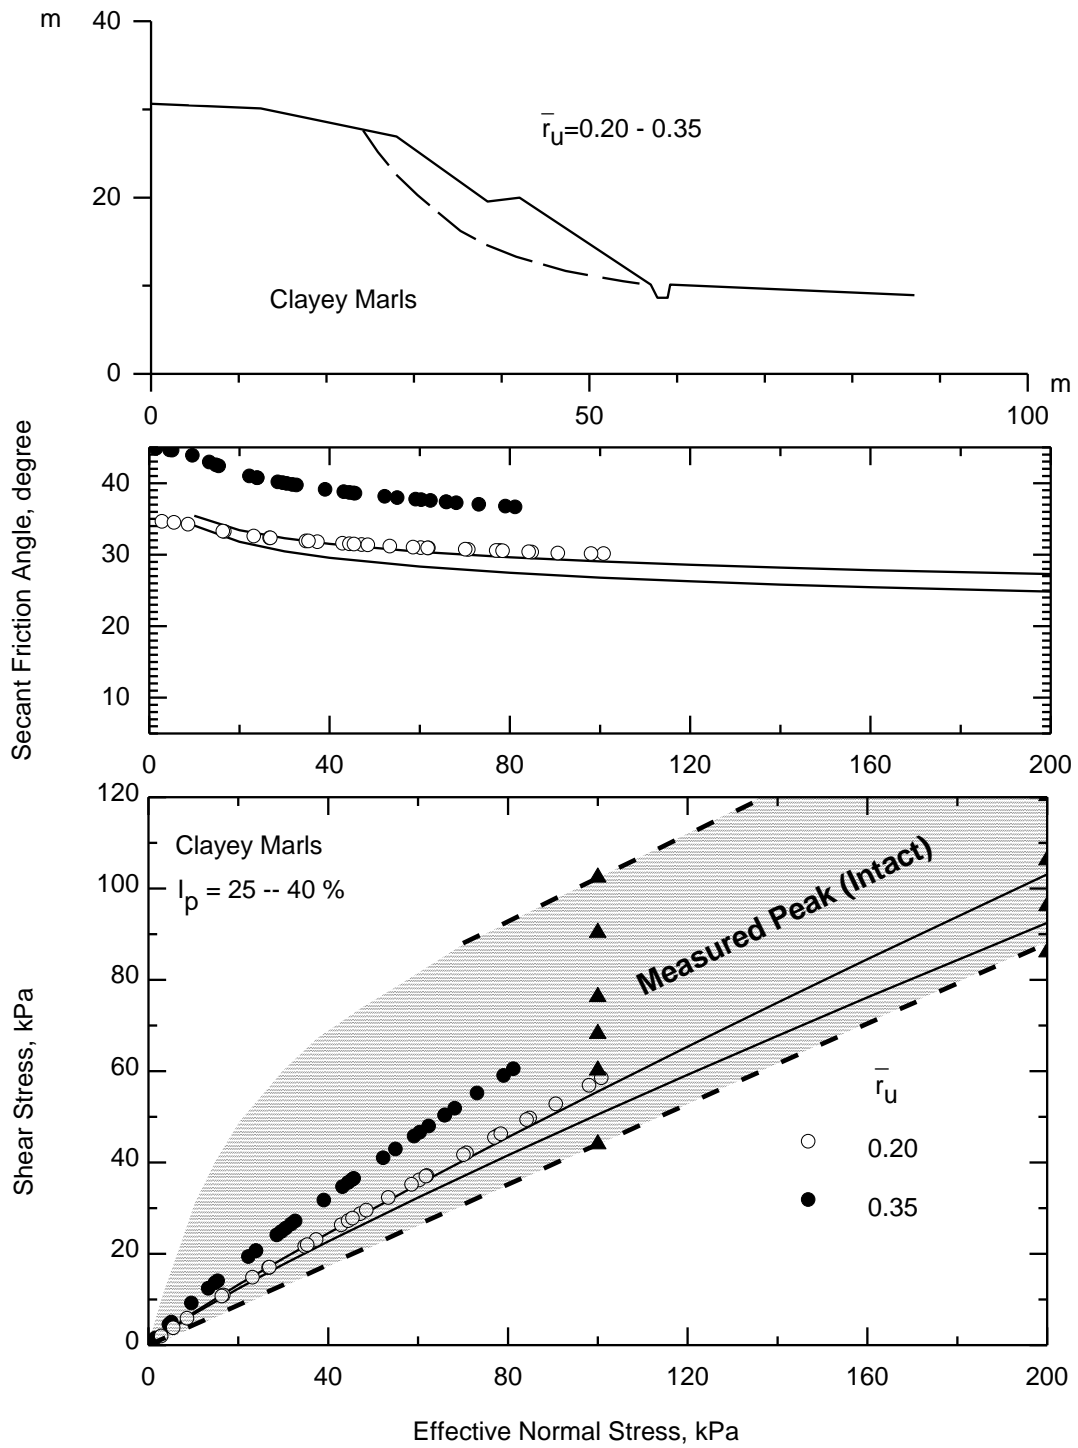 m
40
r̅u=0.20 - 0.35
20
Clayey Marls
0
m
0 50 100
Secant Friction Angle, degree
40
30
20
10
0 40 80 120 160 200
120
Clayey Marls
Ip = 25 -- 40 %
100
Measured Peak (Intact)
80
Shear Stress, kPa
60
r̅u
0.20
40
0.35
20
0
0 40 80 120 160 200
Effective Normal Stress, kPa